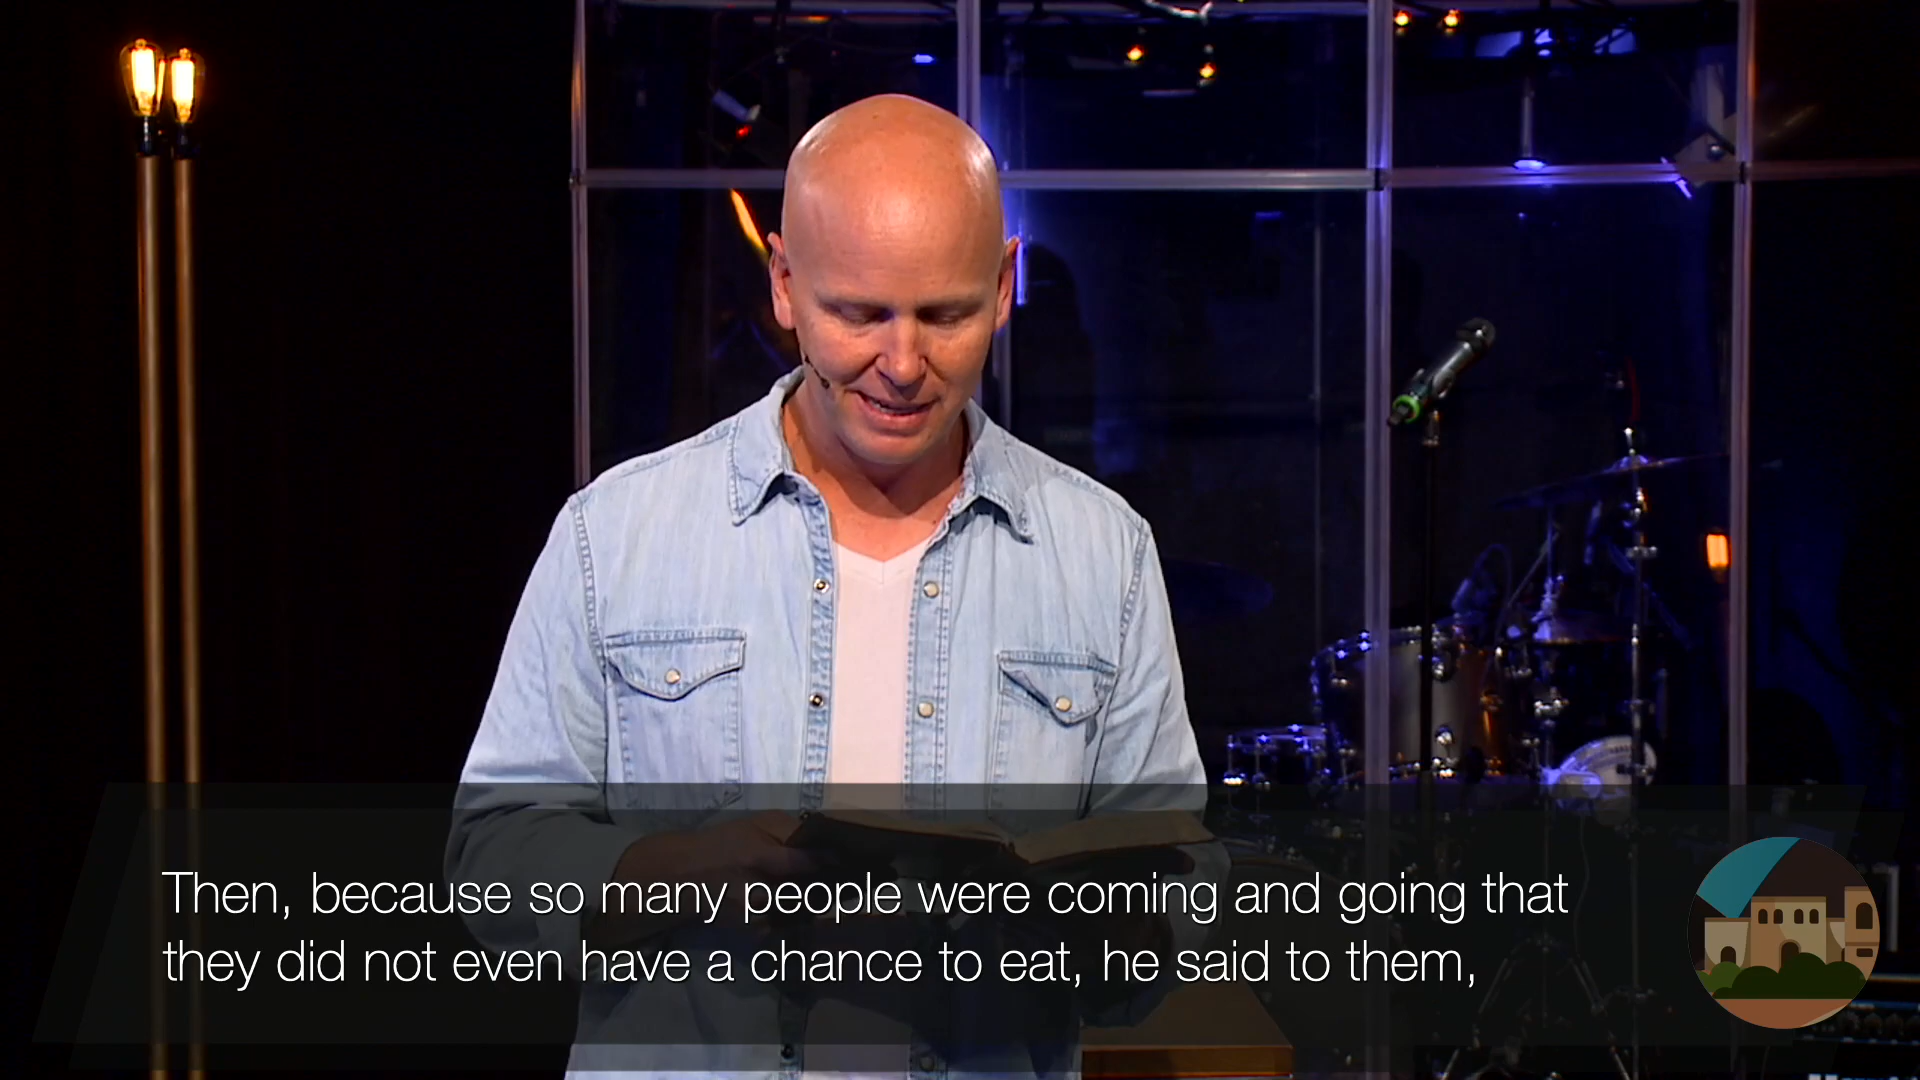 Then, because so many people were coming and going that
they did not even have a chance to eat, he said to them,